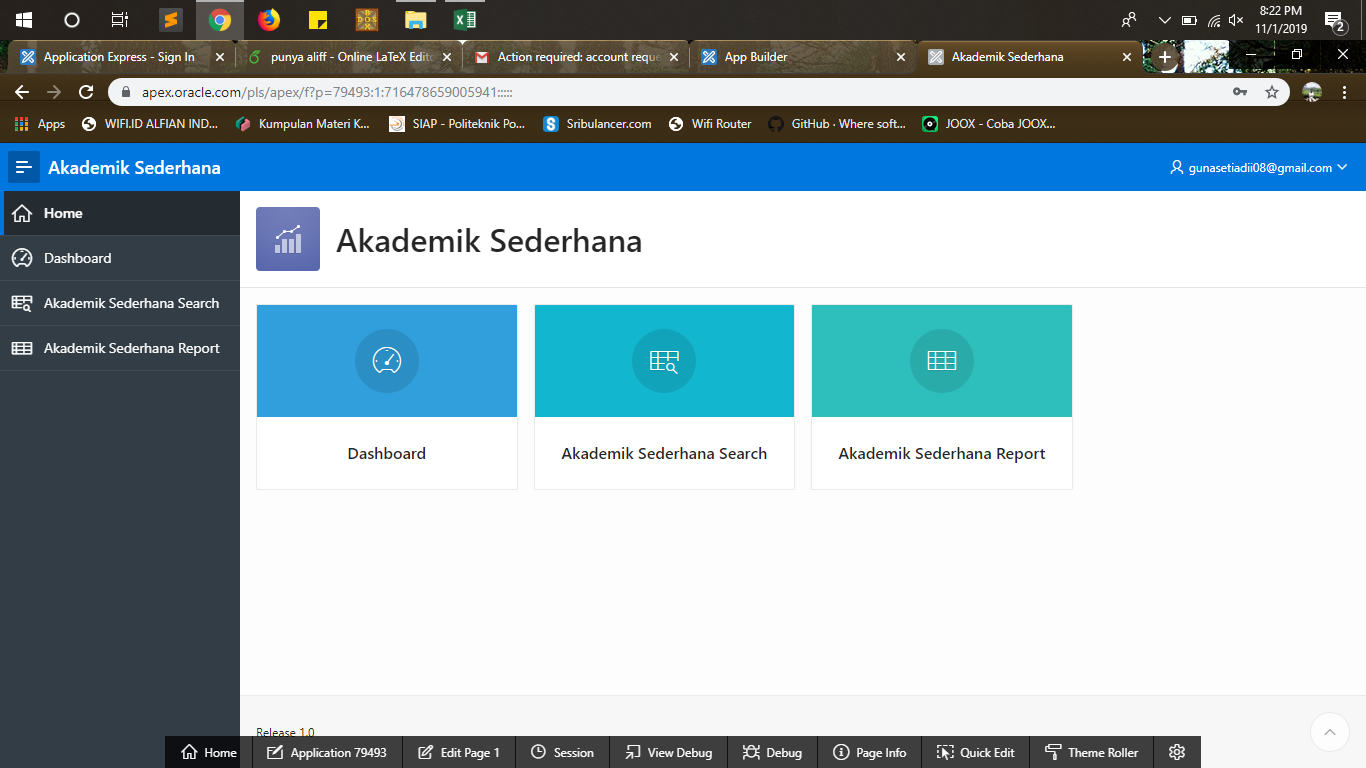 8:22 PM
11/1/2019
2
Application Express - Sign In
punya aliff - Online LaTeX Edit
Action required: account reque
App Builder
Akademik Sederhana
apex.oracle.com/pls/apex/f?p=79493:1:716478659005941:::::
Apps
WIFI.ID ALFIAN IND...
Kumpulan Materi K...
SIAP - Politeknik Po...
Sribulancer.com
Wifi Router
GitHub · Where soft...
JOOX - Coba JOOX...
Akademik Sederhana
gunasetiadii08@gmail.com
Home
Dashboard
Akademik Sederhana Search
Akademik Sederhana Report
Akademik Sederhana
Dashboard
Akademik Sederhana Search
Akademik Sederhana Report
Release 1.0
Home
Application 79493
Edit Page 1
Session
View Debug
Debug
Page Info
Quick Edit
Theme Roller